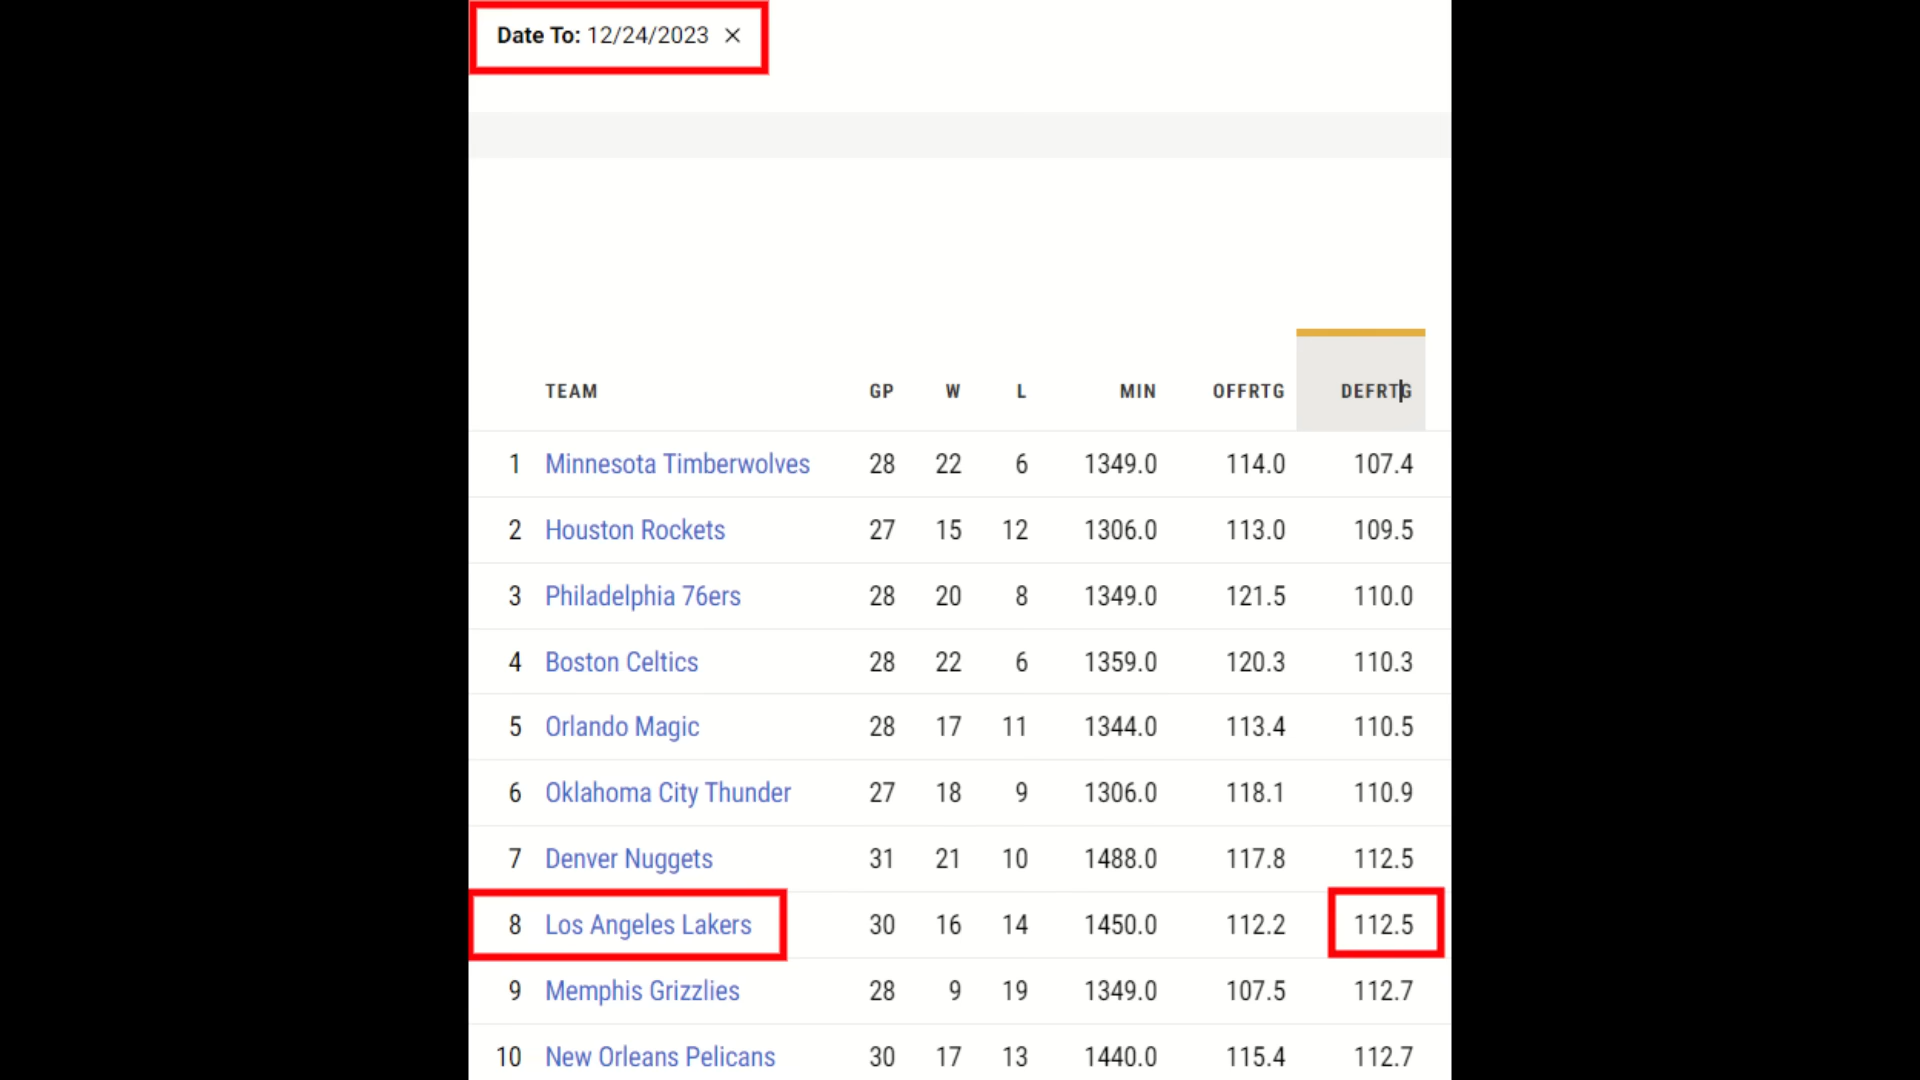 Date To: 12/24/2023 ×
TEAM GP W L MIN OFFRTG DEFRTG
1 Minnesota Timberwolves 28 22 6 1349.0 114.0 107.4
2 Houston Rockets 27 15 12 1306.0 113.0 109.5
3 Philadelphia 76ers 28 20 8 1349.0 121.5 110.0
4 Boston Celtics 28 22 6 1359.0 120.3 110.3
5 Orlando Magic 28 17 11 1344.0 113.4 110.5
6 Oklahoma City Thunder 27 18 9 1306.0 118.1 110.9
7 Denver Nuggets 31 21 10 1488.0 117.8 112.5
8 Los Angeles Lakers 30 16 14 1450.0 112.2 112.5
9 Memphis Grizzlies 28 9 19 1349.0 107.5 112.7
10 New Orleans Pelicans 30 17 13 1440.0 115.4 112.7